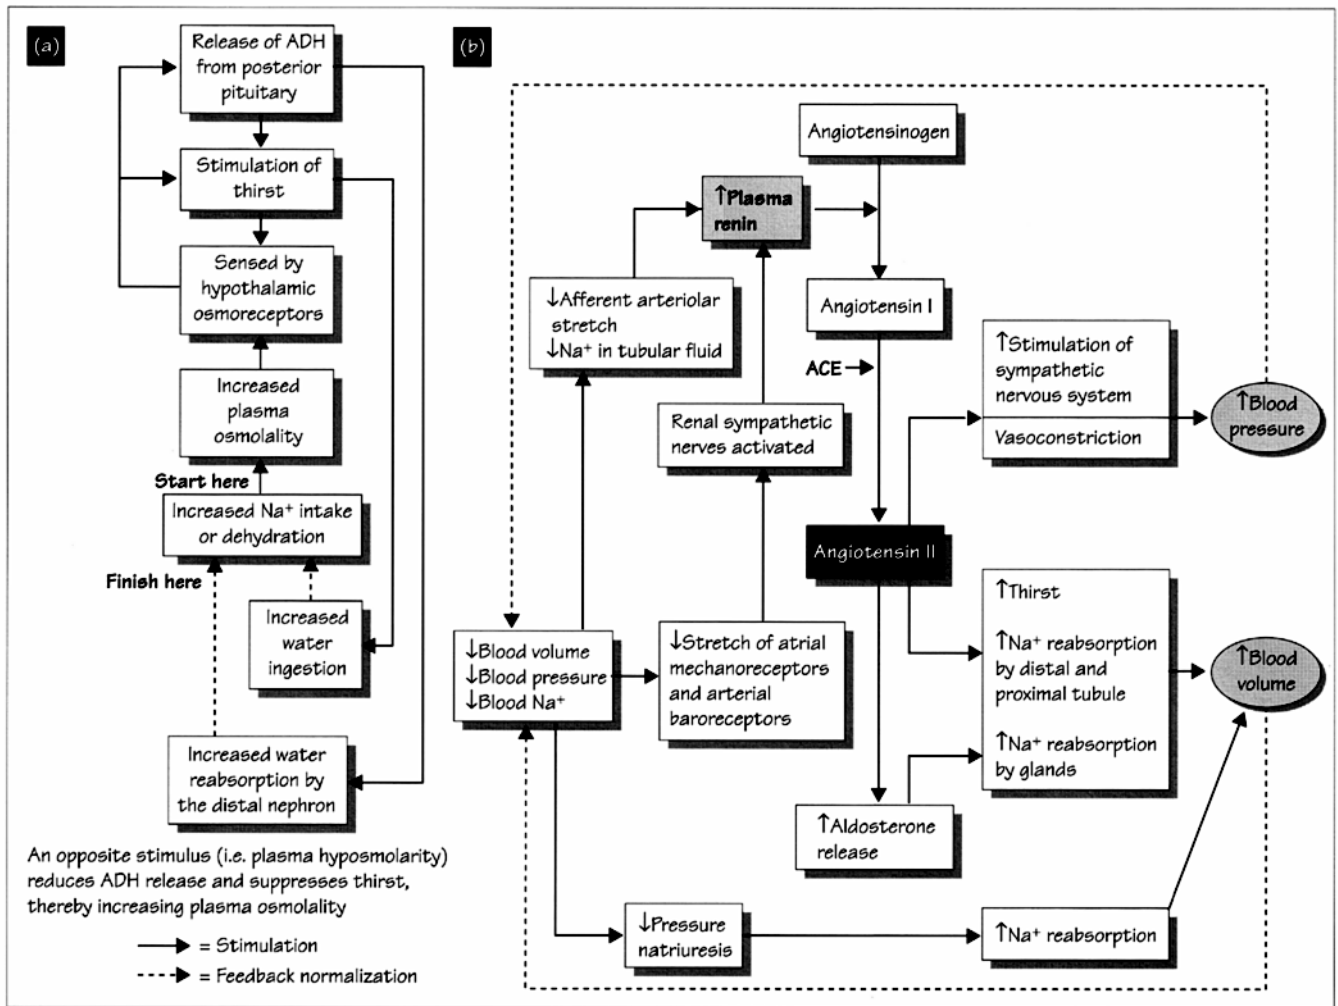 (a)
Release of ADH
from posterior
pituitary
Stimulation of
thirst
Sensed by
hypothalamic
osmoreceptors
Increased
plasma
osmolality
Start here
Increased Na⁺ intake
or dehydration
Finish here
Increased
water
ingestion
Increased water
reabsorption by
the distal nephron
An opposite stimulus (i.e. plasma hyposmolarity)
reduces ADH release and suppresses thirst,
thereby increasing plasma osmolality
= Stimulation
= Feedback normalization
(b)
Angiotensinogen
↑Plasma
renin
↓Afferent arteriolar
stretch
↓Na⁺ in tubular fluid
Angiotensin I
ACE
Renal sympathetic
nerves activated
↑Stimulation of
sympathetic
nervous system
Vasoconstriction
↑Blood
pressure
Angiotensin II
↓Blood volume
↓Blood pressure
↓Blood Na⁺
↓Stretch of atrial
mechanoreceptors
and arterial
baroreceptors
↑Thirst
↑Na⁺ reabsorption
by distal and
proximal tubule
↑Na⁺ reabsorption
by glands
↑Blood
volume
↑Aldosterone
release
↓Pressure
natriuresis
↑Na⁺ reabsorption